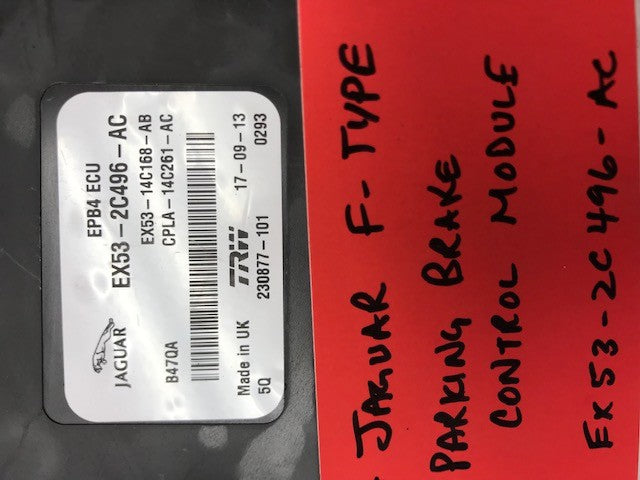 JAGUAR
EPB4 ECU
EX53-2C496-AC
EX53-14C168-AB
B47QA CPLA-14C261-AC
Made in UK TRW 17-09-13
5Q 230877-101 0293
- JAGUAR F-TYPE
PARKING BRAKE
CONTROL MODULE
EX53-2C496-AC